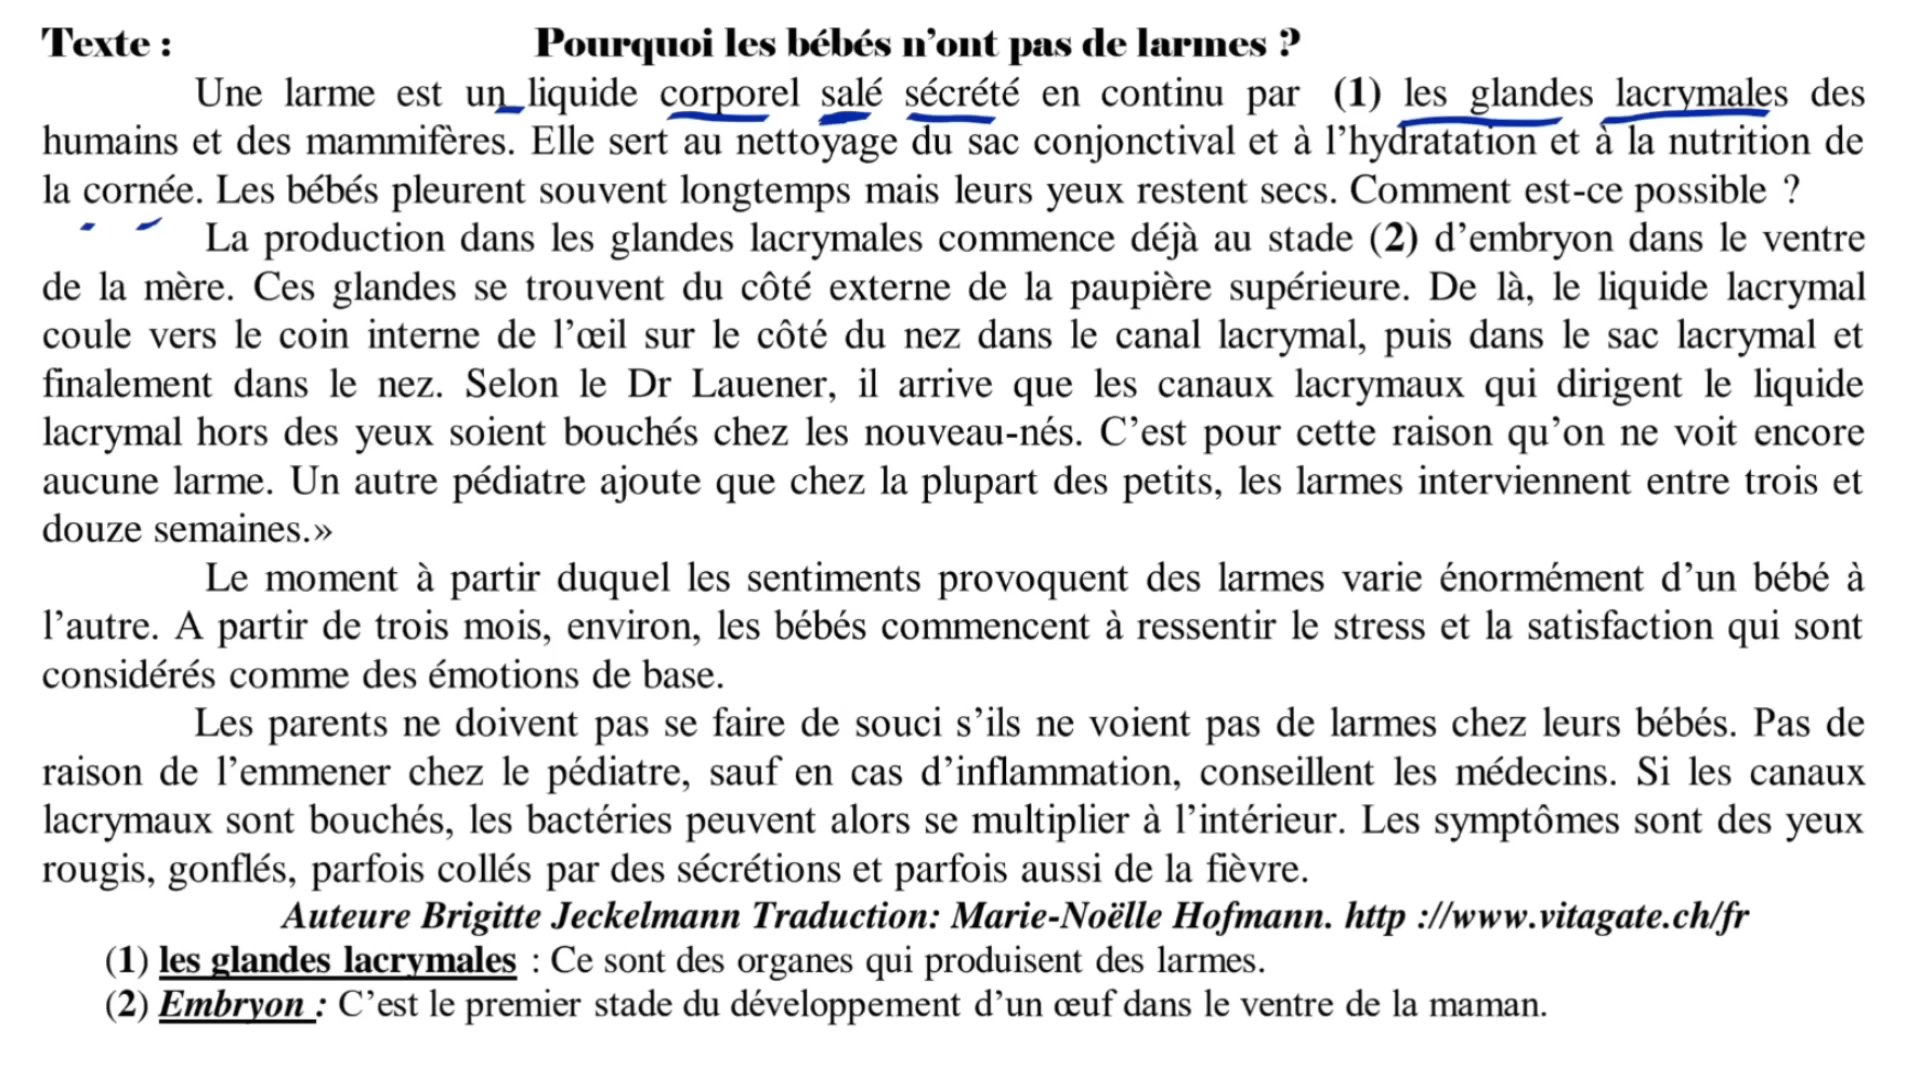 Texte : Pourquoi les bébés n’ont pas de larmes ?
Une larme est un liquide corporel salé sécrété en continu par (1) les glandes lacrymales des
humains et des mammifères. Elle sert au nettoyage du sac conjonctival et à l’hydratation et à la nutrition de
la cornée. Les bébés pleurent souvent longtemps mais leurs yeux restent secs. Comment est-ce possible ?
La production dans les glandes lacrymales commence déjà au stade (2) d’embryon dans le ventre
de la mère. Ces glandes se trouvent du côté externe de la paupière supérieure. De là, le liquide lacrymal
coule vers le coin interne de l’œil sur le côté du nez dans le canal lacrymal, puis dans le sac lacrymal et
finalement dans le nez. Selon le Dr Lauener, il arrive que les canaux lacrymaux qui dirigent le liquide
lacrymal hors des yeux soient bouchés chez les nouveau-nés. C’est pour cette raison qu’on ne voit encore
aucune larme. Un autre pédiatre ajoute que chez la plupart des petits, les larmes interviennent entre trois et
douze semaines.»
Le moment à partir duquel les sentiments provoquent des larmes varie énormément d’un bébé à
l’autre. A partir de trois mois, environ, les bébés commencent à ressentir le stress et la satisfaction qui sont
considérés comme des émotions de base.
Les parents ne doivent pas se faire de souci s’ils ne voient pas de larmes chez leurs bébés. Pas de
raison de l’emmener chez le pédiatre, sauf en cas d’inflammation, conseillent les médecins. Si les canaux
lacrymaux sont bouchés, les bactéries peuvent alors se multiplier à l’intérieur. Les symptômes sont des yeux
rougis, gonflés, parfois collés par des sécrétions et parfois aussi de la fièvre.
Auteure Brigitte Jeckelmann Traduction: Marie-Noëlle Hofmann. http ://www.vitagate.ch/fr
(1) les glandes lacrymales : Ce sont des organes qui produisent des larmes.
(2) Embryon : C’est le premier stade du développement d’un œuf dans le ventre de la maman.